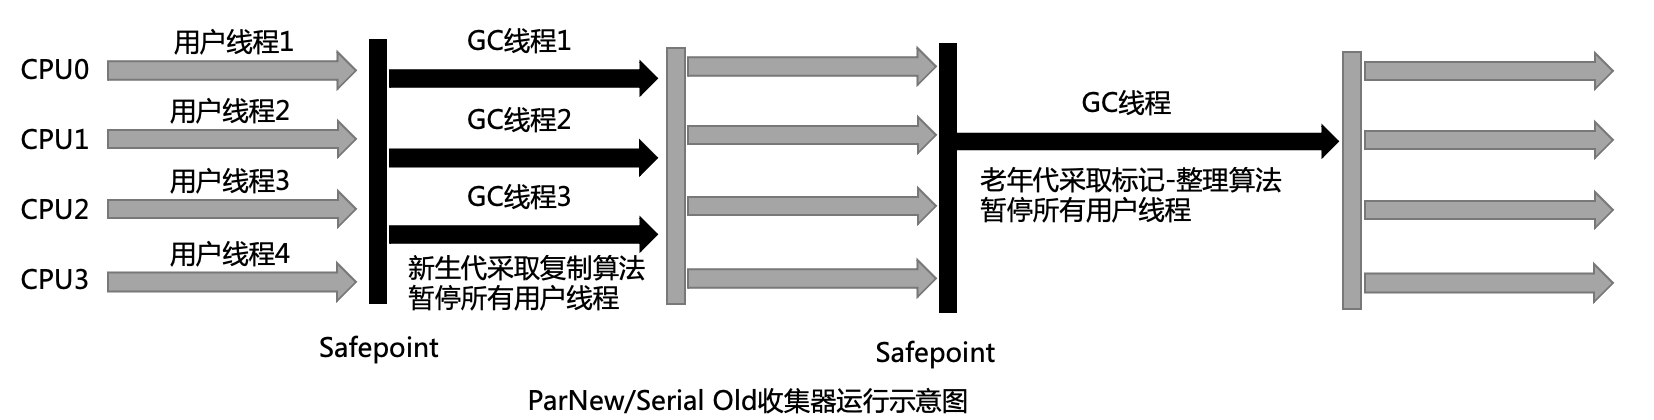 用户线程1
GC线程1
CPU0
用户线程2
GC线程2
GC线程
CPU1
用户线程3
GC线程3
老年代采取标记-整理算法
暂停所有用户线程
CPU2
用户线程4
新生代采取复制算法
暂停所有用户线程
CPU3
Safepoint
Safepoint
ParNew/Serial Old收集器运行示意图